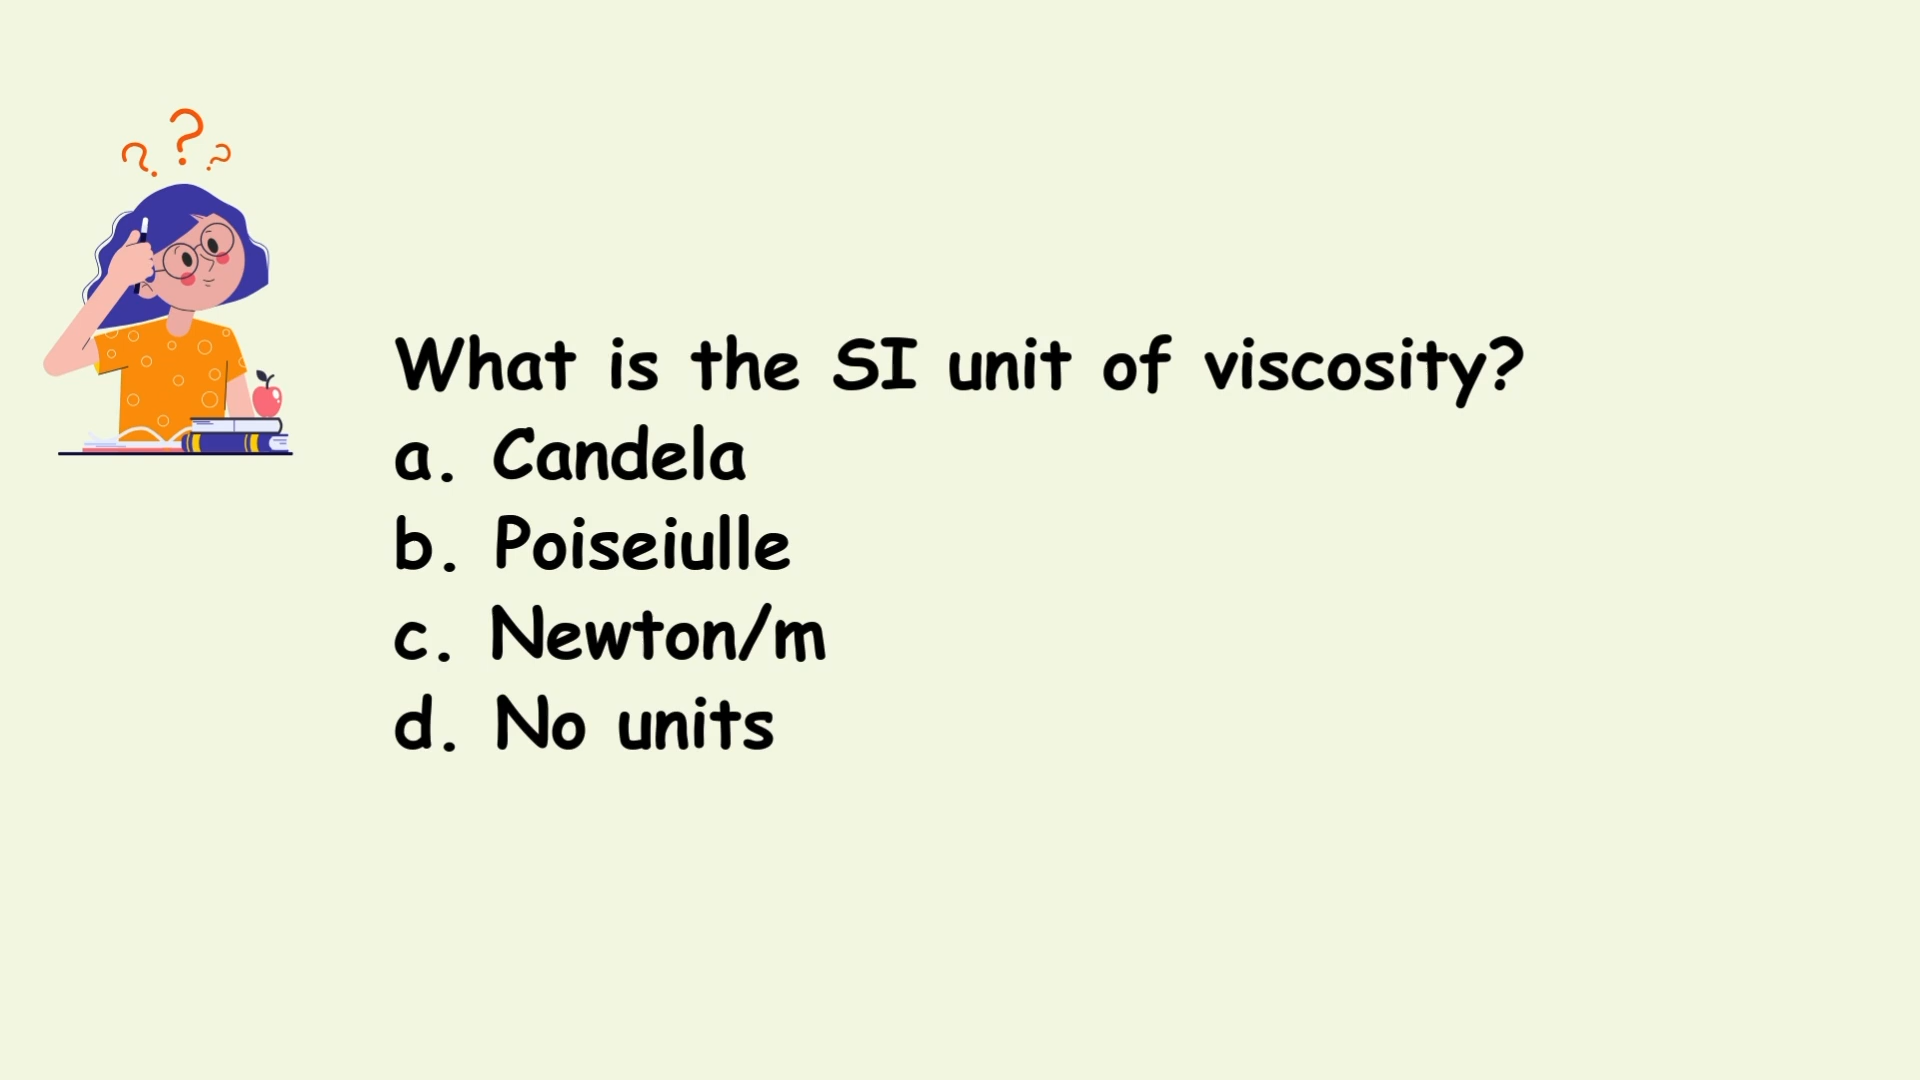 What is the SI unit of viscosity?
a. Candela
b. Poiseiulle
c. Newton/m
d. No units